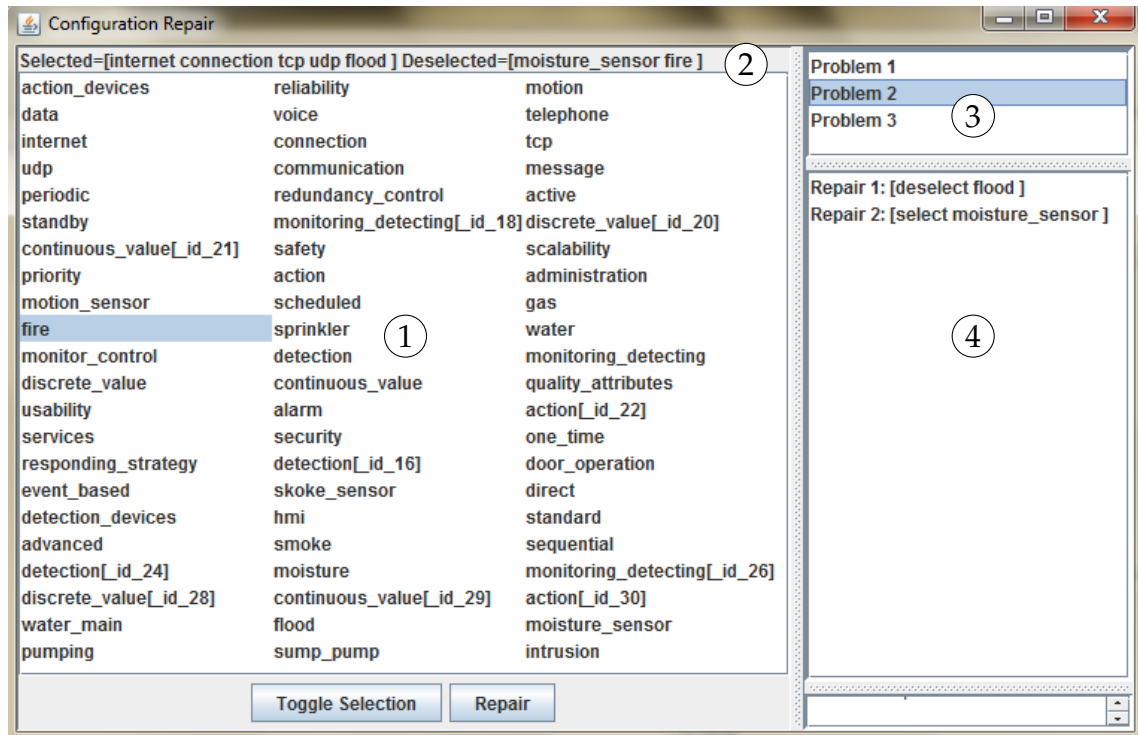 Configuration Repair
Selected=[internet connection tcp udp flood ] Deselected=[moisture_sensor fire ]
2
action_devices reliability motion
data voice telephone
internet connection tcp
udp communication message
periodic redundancy_control active
standby monitoring_detecting[_id_18] discrete_value[_id_20]
continuous_value[_id_21] safety scalability
priority action administration
motion_sensor scheduled gas
fire sprinkler water
1
monitor_control detection monitoring_detecting
discrete_value continuous_value quality_attributes
usability alarm action[_id_22]
services security one_time
responding_strategy detection[_id_16] door_operation
event_based skoke_sensor direct
detection_devices hmi standard
advanced smoke sequential
detection[_id_24] moisture monitoring_detecting[_id_26]
discrete_value[_id_28] continuous_value[_id_29] action[_id_30]
water_main flood moisture_sensor
pumping sump_pump intrusion
Toggle Selection Repair
Problem 1
Problem 2
Problem 3
3
Repair 1: [deselect flood ]
Repair 2: [select moisture_sensor ]
4